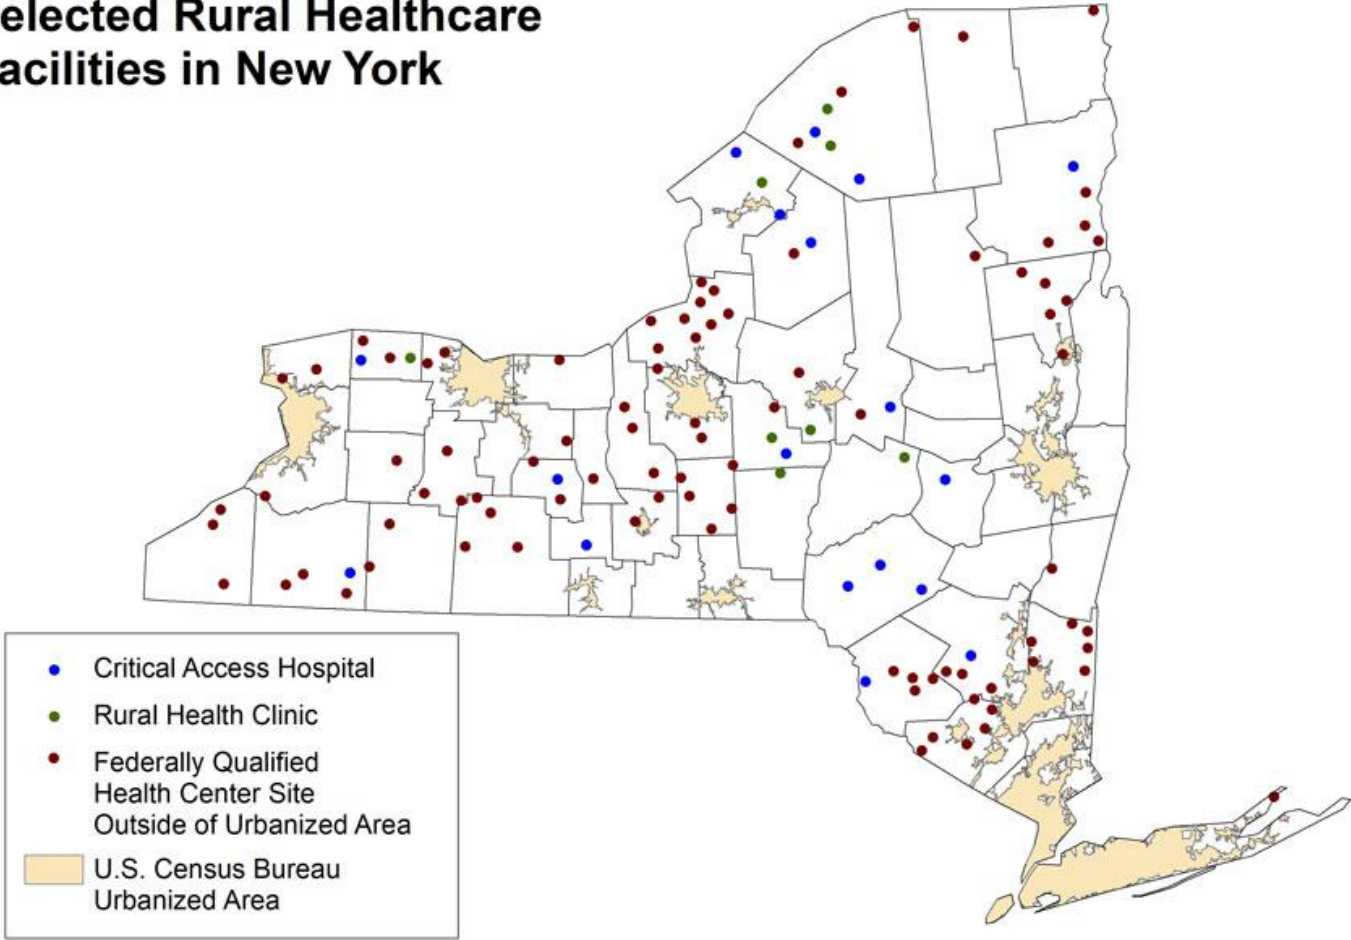 elected Rural Healthcare
acilities in New York
Critical Access Hospital
Rural Health Clinic
Federally Qualified
Health Center Site
Outside of Urbanized Area
U.S. Census Bureau
Urbanized Area